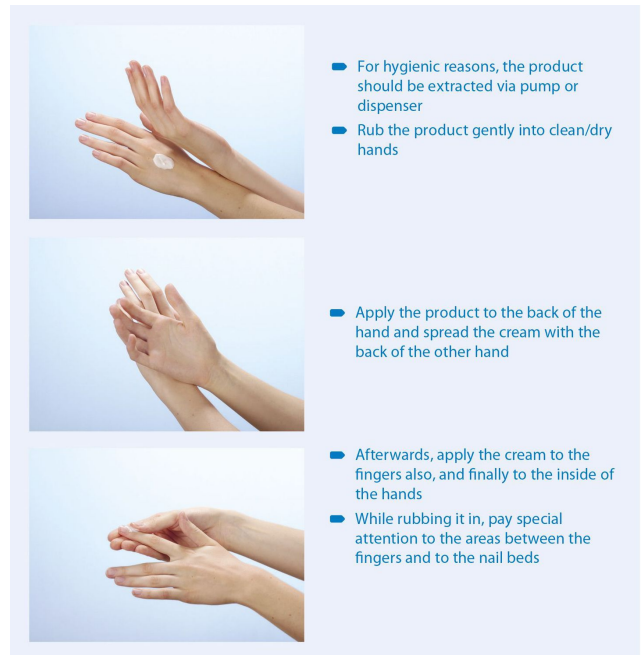 For hygienic reasons, the product
should be extracted via pump or
dispenser
Rub the product gently into clean/dry
hands
Apply the product to the back of the
hand and spread the cream with the
back of the other hand
Afterwards, apply the cream to the
fingers also, and finally to the inside of
the hands
While rubbing it in, pay special
attention to the areas between the
fingers and to the nail beds